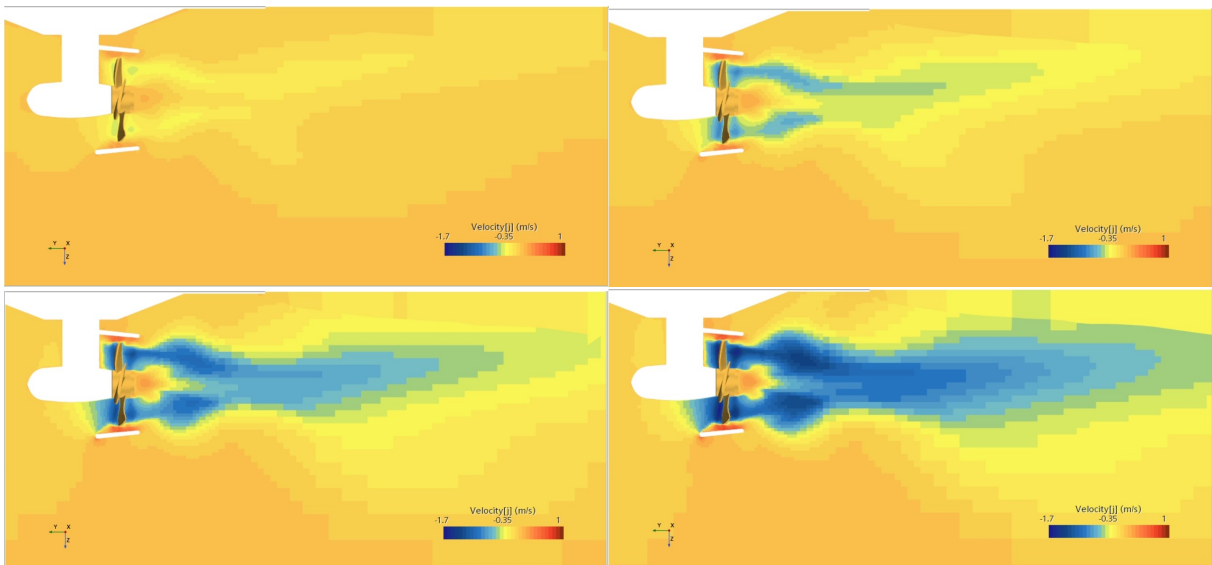 Velocity[j] (m/s)
-1.7 -0.35 1
Y X
Z
Velocity[j] (m/s)
-1.7 -0.35 1
Y X
Z
Velocity[j] (m/s)
-1.7 -0.35 1
Y X
Z
Velocity[j] (m/s)
-1.7 -0.35 1
Y X
Z